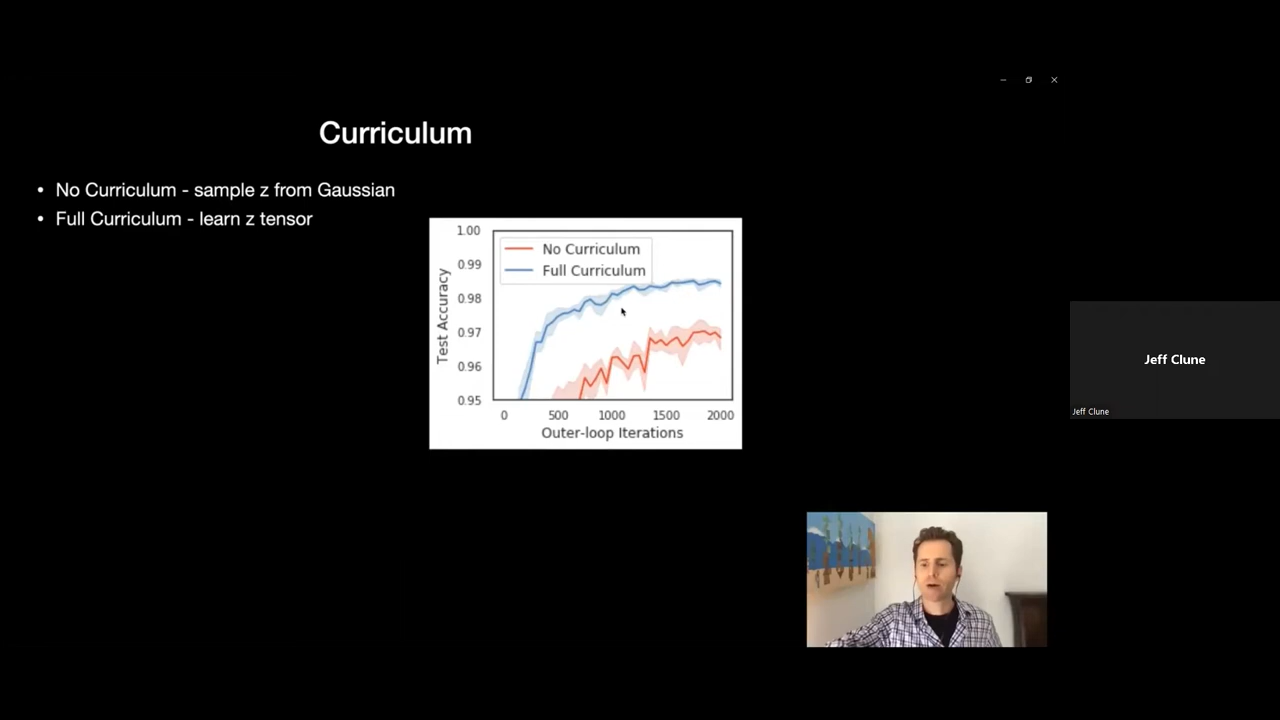 Curriculum
• No Curriculum - sample z from Gaussian
• Full Curriculum - learn z tensor
No Curriculum
Full Curriculum
Test Accuracy
1.00
0.99
0.98
0.97
0.96
0.95
0 500 1000 1500 2000
Outer-loop Iterations
Jeff Clune
Jeff Clune